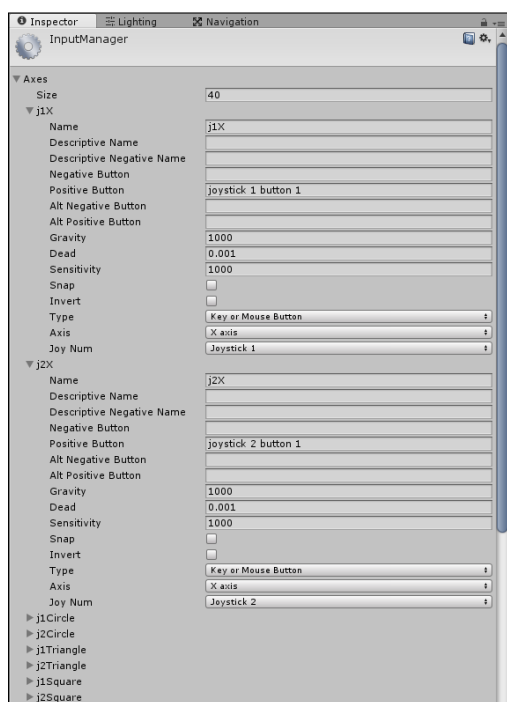 Inspector Lighting Navigation
InputManager
Axes
Size 40
j1X
Name j1X
Descriptive Name
Descriptive Negative Name
Negative Button
Positive Button joystick 1 button 1
Alt Negative Button
Alt Positive Button
Gravity 1000
Dead 0.001
Sensitivity 1000
Snap
Invert
Type Key or Mouse Button
Axis X axis
Joy Num Joystick 1
j2X
Name j2X
Descriptive Name
Descriptive Negative Name
Negative Button
Positive Button joystick 2 button 1
Alt Negative Button
Alt Positive Button
Gravity 1000
Dead 0.001
Sensitivity 1000
Snap
Invert
Type Key or Mouse Button
Axis X axis
Joy Num Joystick 2
j1Circle
j2Circle
j1Triangle
j2Triangle
j1Square
j2Square